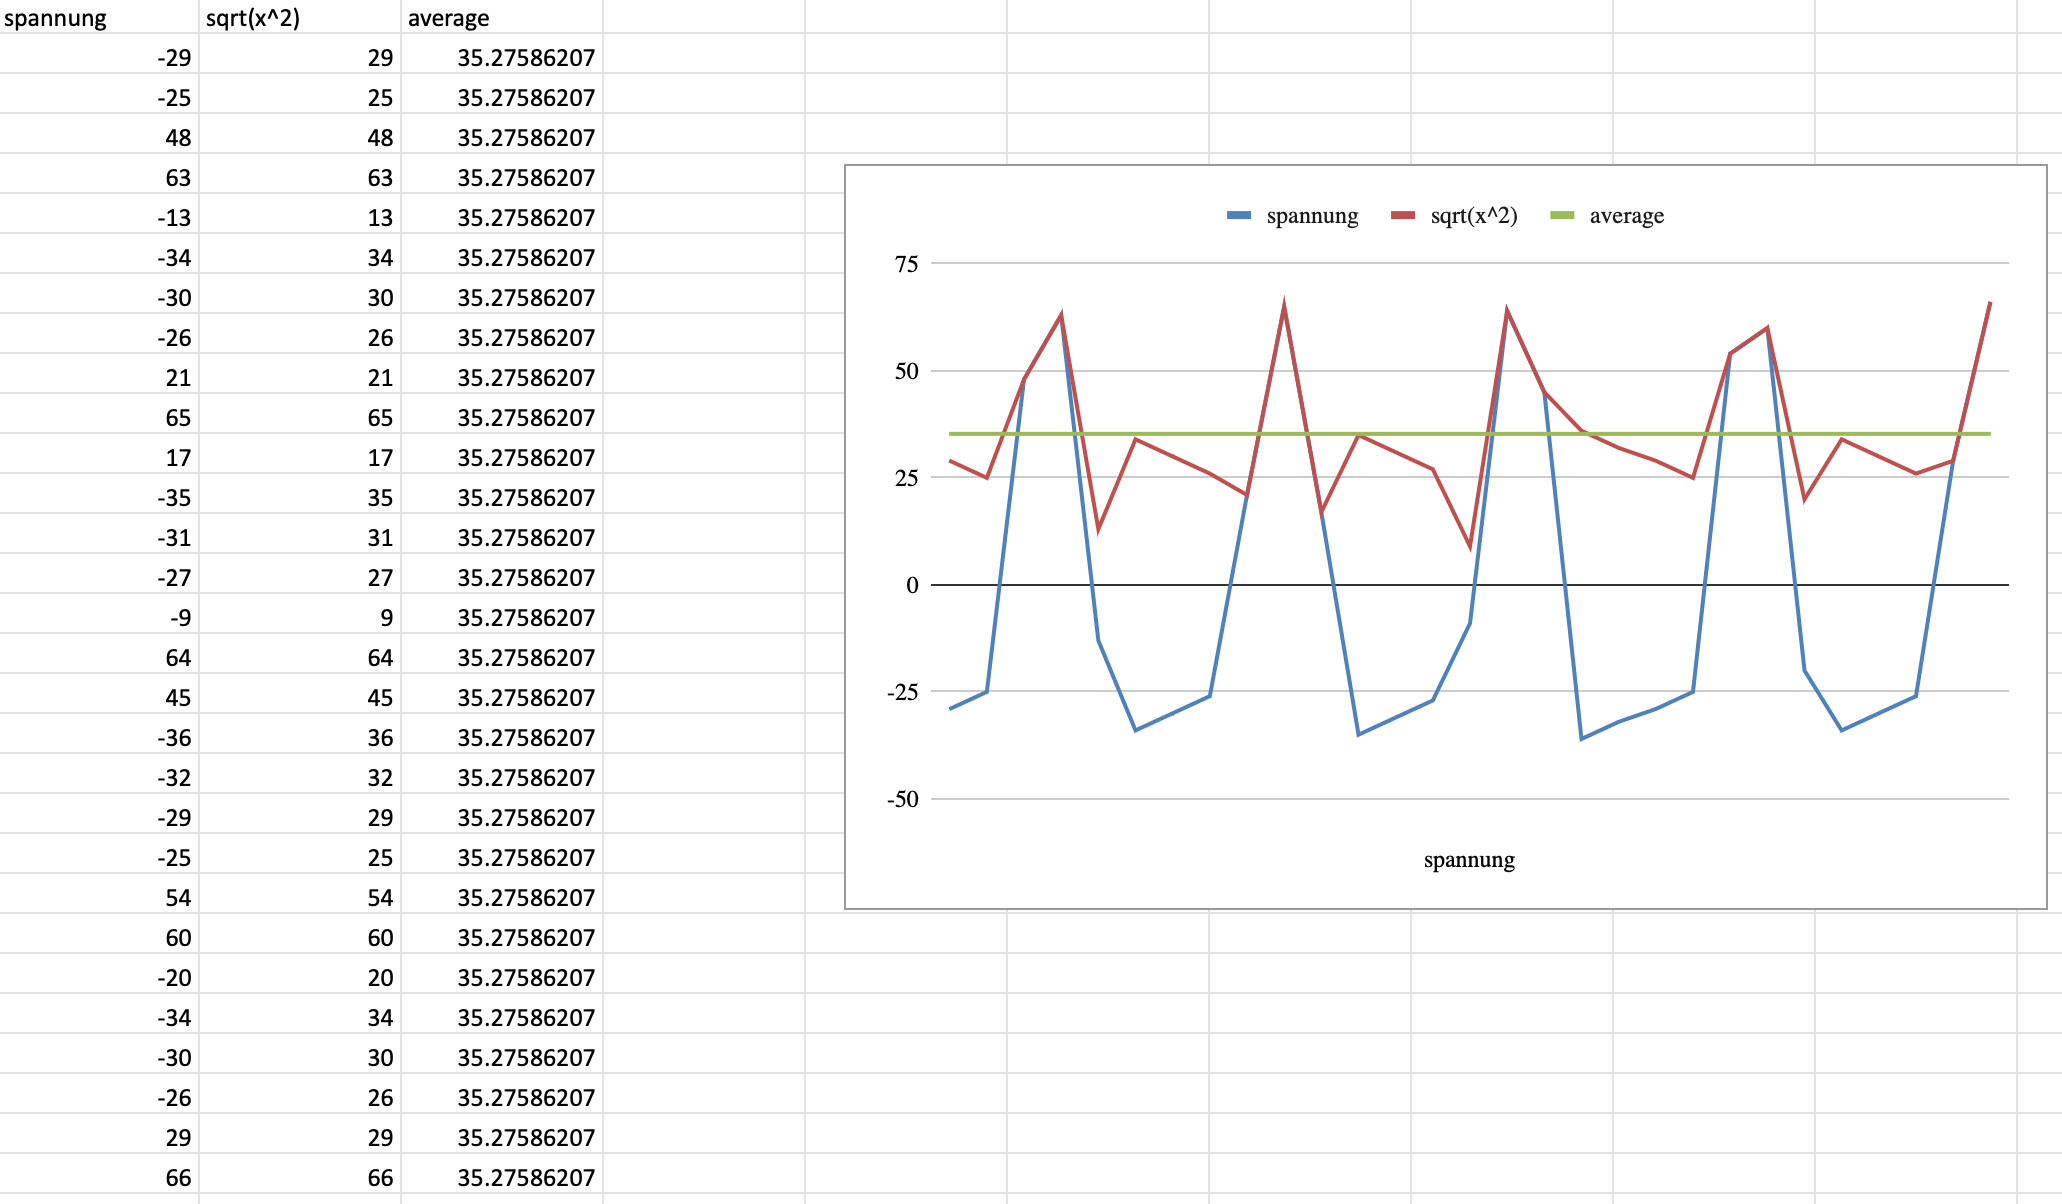 spannung sqrt(x^2) average
-29 29 35.27586207
-25 25 35.27586207
48 48 35.27586207
63 63 35.27586207
-13 13 35.27586207
-34 34 35.27586207
-30 30 35.27586207
-26 26 35.27586207
21 21 35.27586207
65 65 35.27586207
17 17 35.27586207
-35 35 35.27586207
-31 31 35.27586207
-27 27 35.27586207
-9 9 35.27586207
64 64 35.27586207
45 45 35.27586207
-36 36 35.27586207
-32 32 35.27586207
-29 29 35.27586207
-25 25 35.27586207
54 54 35.27586207
60 60 35.27586207
-20 20 35.27586207
-34 34 35.27586207
-30 30 35.27586207
-26 26 35.27586207
29 29 35.27586207
66 66 35.27586207
spannung sqrt(x^2) average
75
50
25
0
-25
-50
spannung